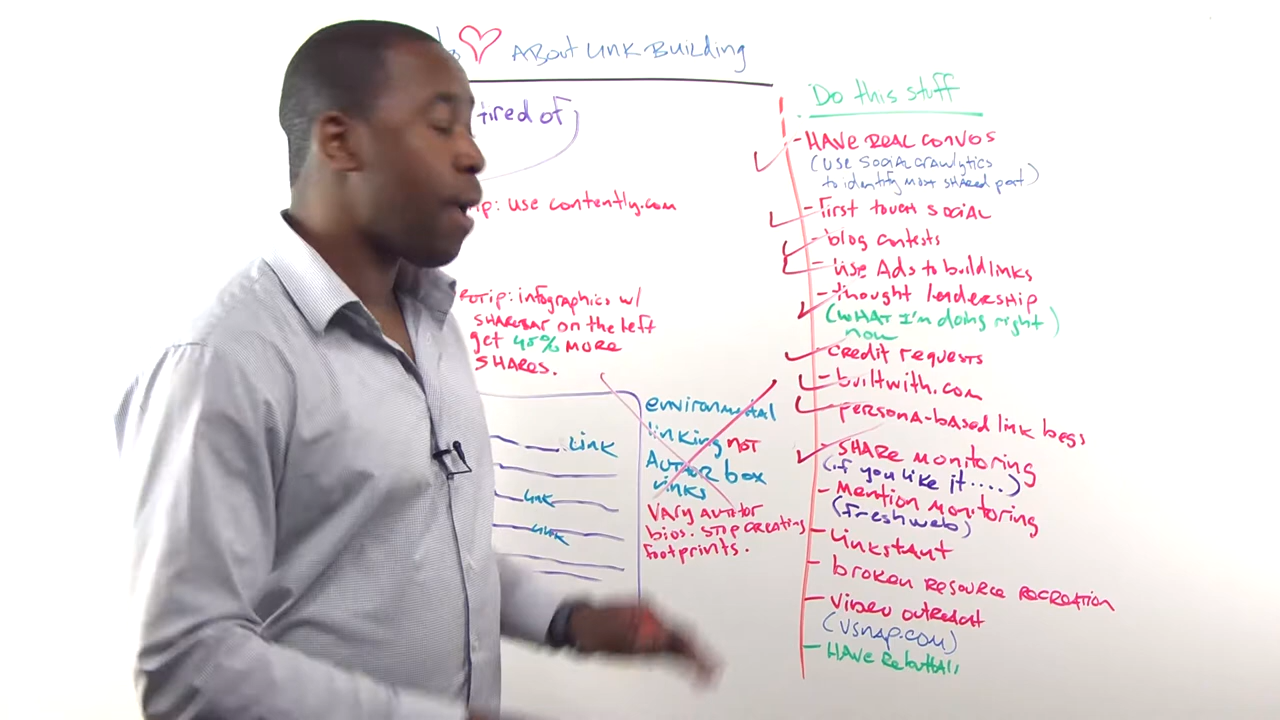 ♥ ABOUT LINK BUILDING
tired of
tip: use contently.com
PROTIP: infographics w/
SHAREBAR on the left
get 45% MORE
SHARES.
LINK
Link
Link
environmental
linking NOT
AUTHOR box
links
VARY AUTHOR
bios. STOP CREATING
footprints.
Do this stuff
- HAVE REAL CONVOS
(USE SOCIAL CRAWLYTICS
to identify MOST SHARED post)
- First touch SOCIAL
- blog contests
- Use Ads to build links
- thought leadership
(WHAT I'm doing right)
now
- credit requests
- builtwith.com
- PERSONA-BASED link begs
- SHARE MONITORING
(if you like it....)
- Mention MONITORING
(freshweb)
- Linkstant
- broken RESOURCE RECREATION
- Video outreach
(VSNAP.COM)
- HAVE Rebuttals